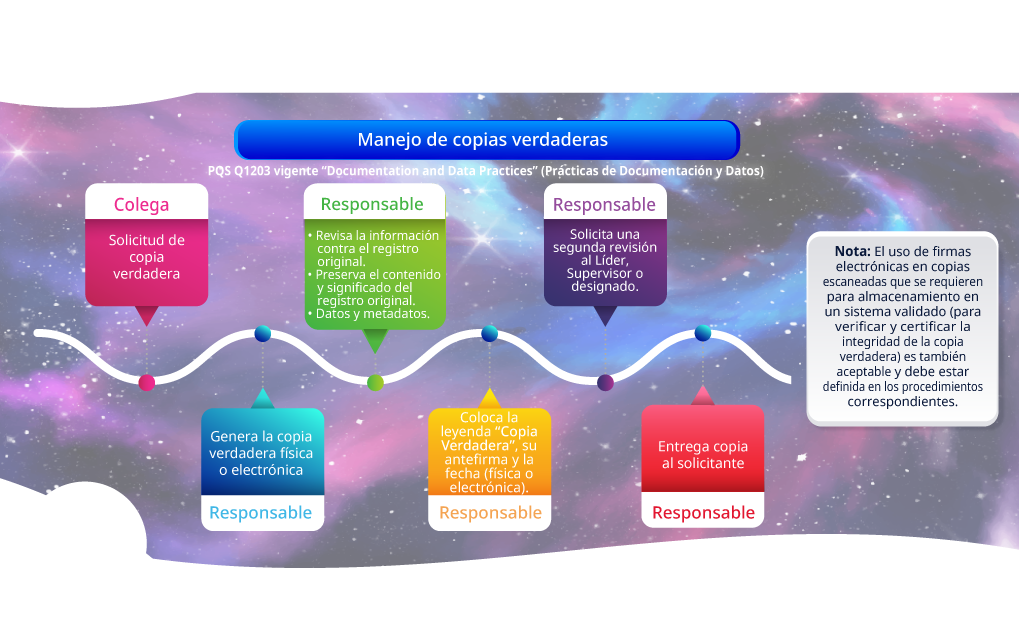 Manejo de copias verdaderas
PQS Q1203 vigente “Documentation and Data Practices” (Prácticas de Documentación y Datos)
Colega
Solicitud de
copia
verdadera
Genera la copia
verdadera física
o electrónica
Responsable
Responsable
• Revisa la información
contra el registro
original.
• Preserva el contenido
y significado del
registro original.
• Datos y metadatos.
Coloca la
leyenda “Copia
Verdadera”, su
antefirma y la
fecha (física o
electrónica).
Responsable
Responsable
Solicita una
segunda revisión
al Líder,
Supervisor o
designado.
Entrega copia
al solicitante
Responsable
Nota: El uso de firmas
electrónicas en copias
escaneadas que se requieren
para almacenamiento en
un sistema validado (para
verificar y certificar la
integridad de la copia
verdadera) es también
aceptable y debe estar
definida en los procedimientos
correspondientes.